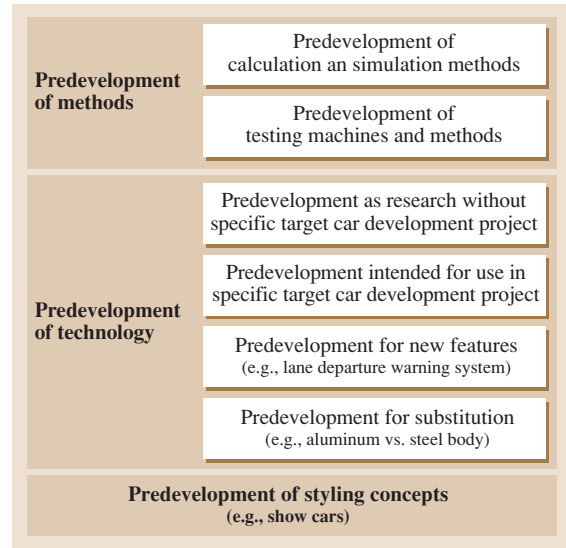 Predevelopment
of methods
Predevelopment of
calculation an simulation methods
Predevelopment of
testing machines and methods
Predevelopment
of technology
Predevelopment as research without
specific target car development project
Predevelopment intended for use in
specific target car development project
Predevelopment for new features
(e.g., lane departure warning system)
Predevelopment for substitution
(e.g., aluminum vs. steel body)
Predevelopment of styling concepts
(e.g., show cars)